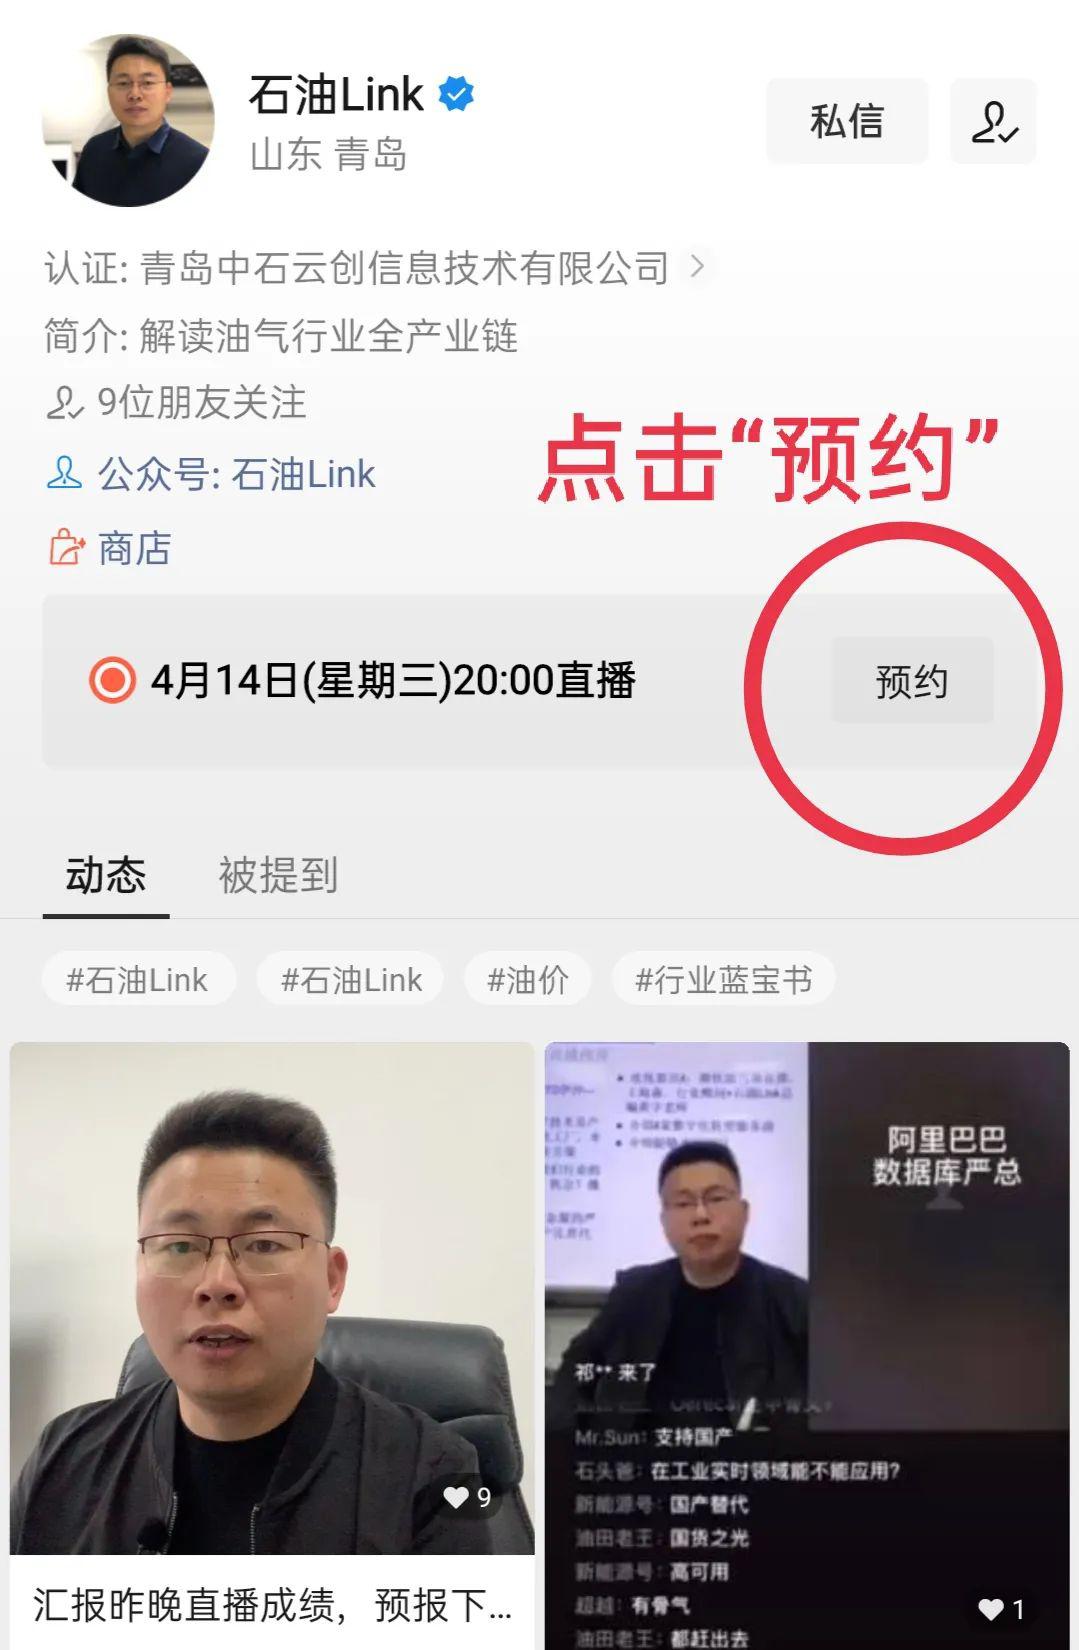 石油Link
山东 青岛
私信
认证: 青岛中石云创信息技术有限公司
简介: 解读油气行业全产业链
9位朋友关注
公众号: 石油Link
点击“预约”
商店
4月14日(星期三)20:00直播
预约
动态
被提到
#石油Link
#石油Link
#油价
#行业蓝宝书
9
汇报昨晚直播成绩，预报下...
阿里巴巴
数据库严总
祁** 来了
Mr.Sun: 支持国产
石头爸: 在工业实时领域能不能应用?
新能源号: 国产替代
油田老王: 国货之光
新能源号: 高可用
超越: 有骨气
油田老王: 都赶出去
1